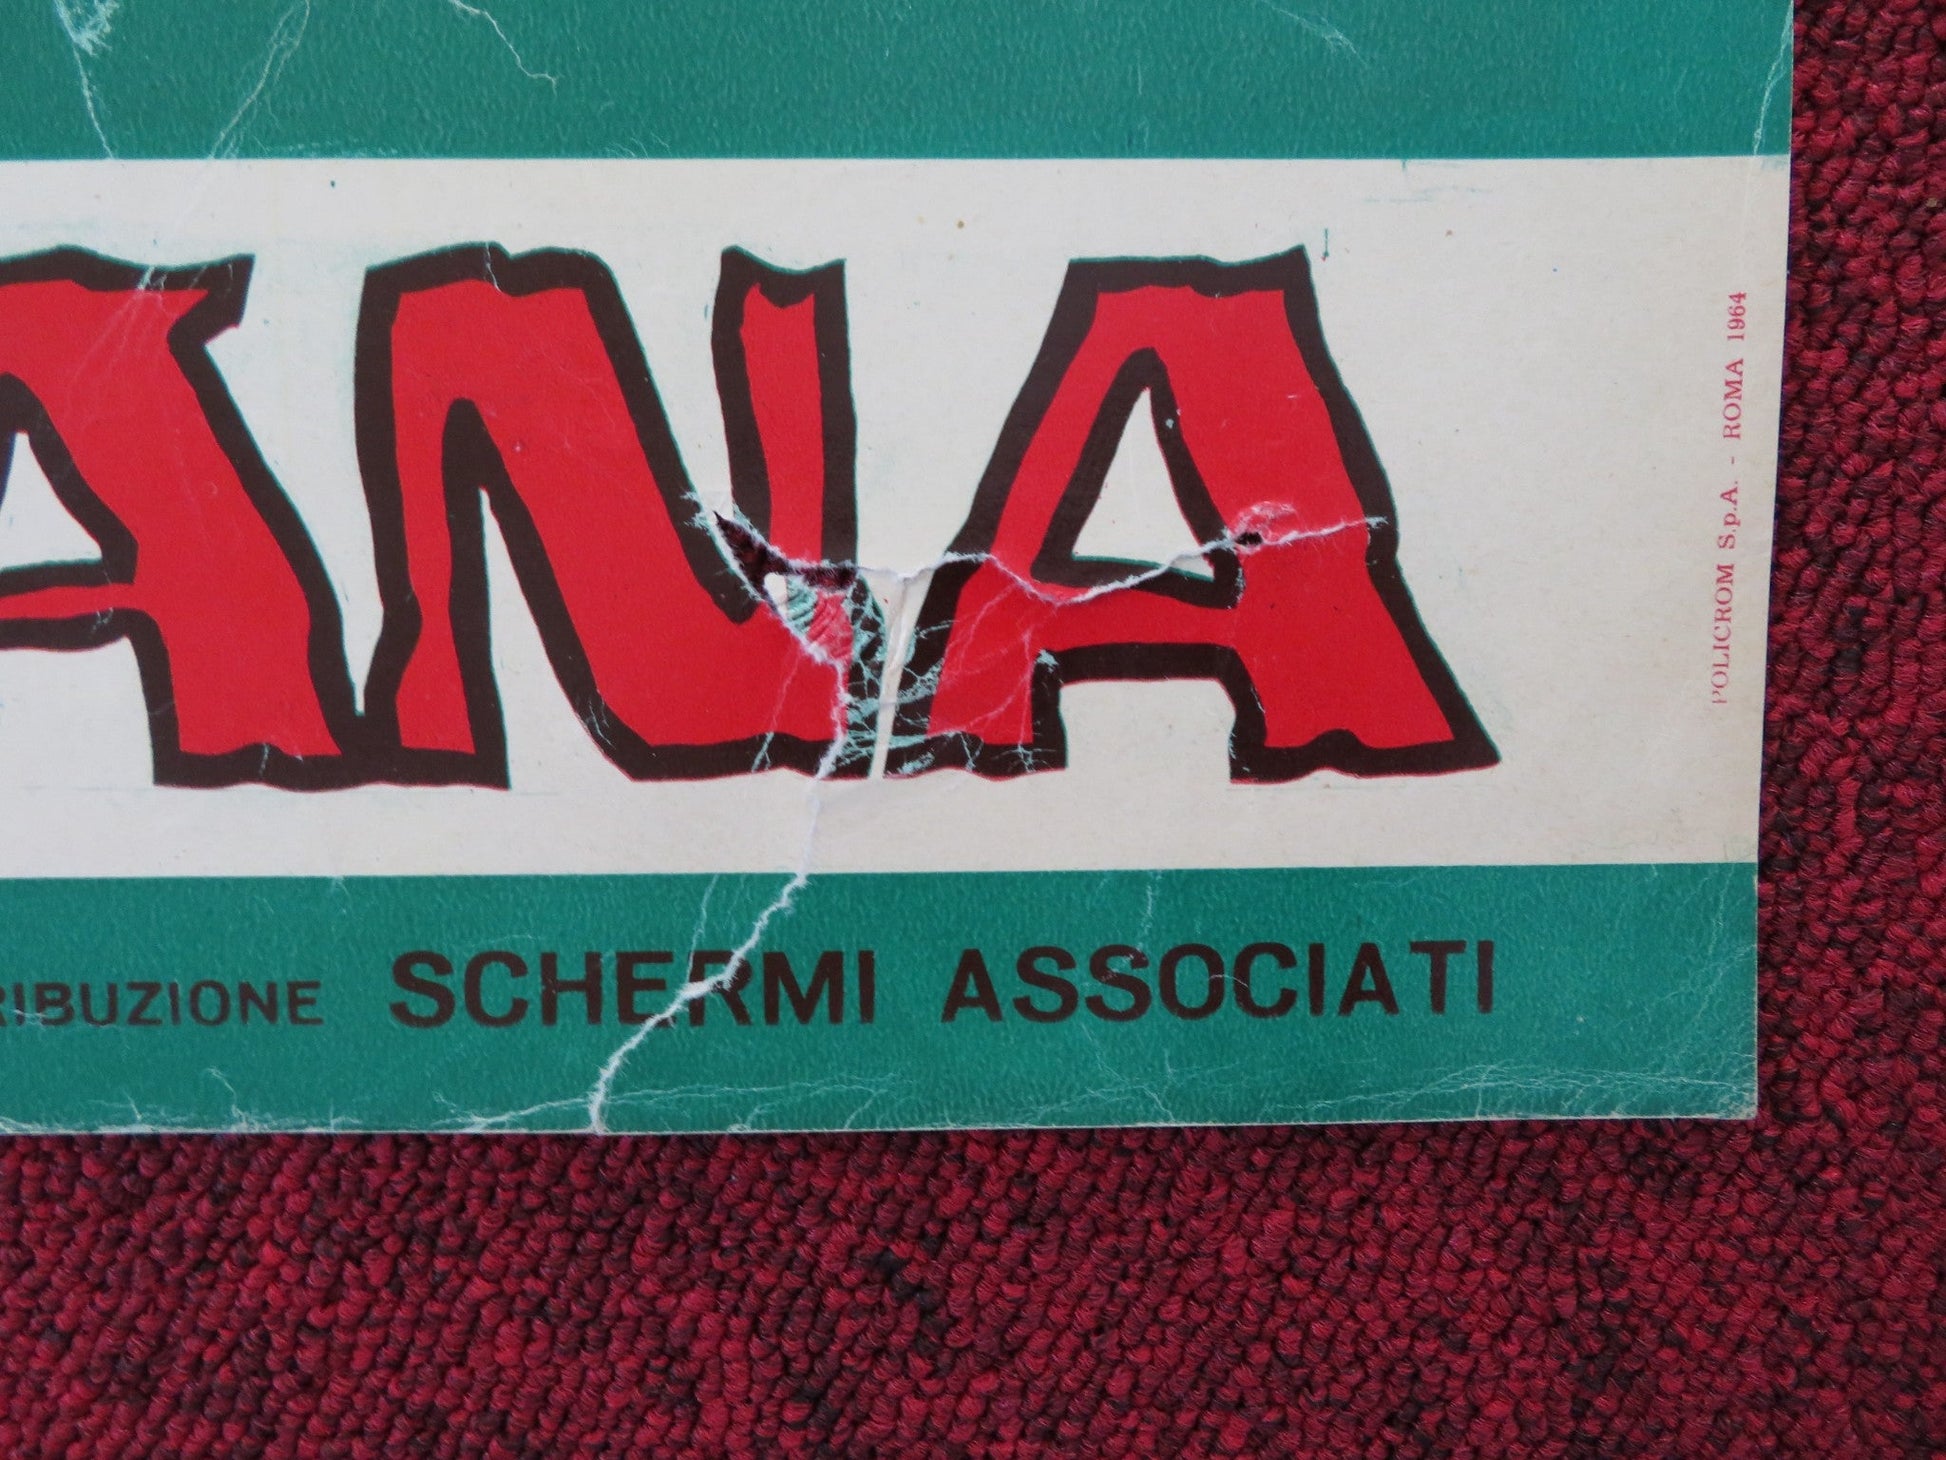 ANA
RIBUZIONE SCHERMI ASSOCIATI
POLICROM S.p.A. - ROMA 1964